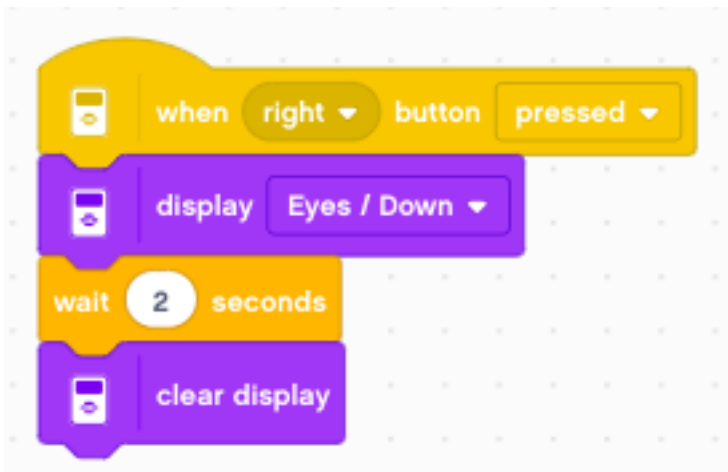 when right button pressed
display Eyes / Down
wait 2 seconds
clear display